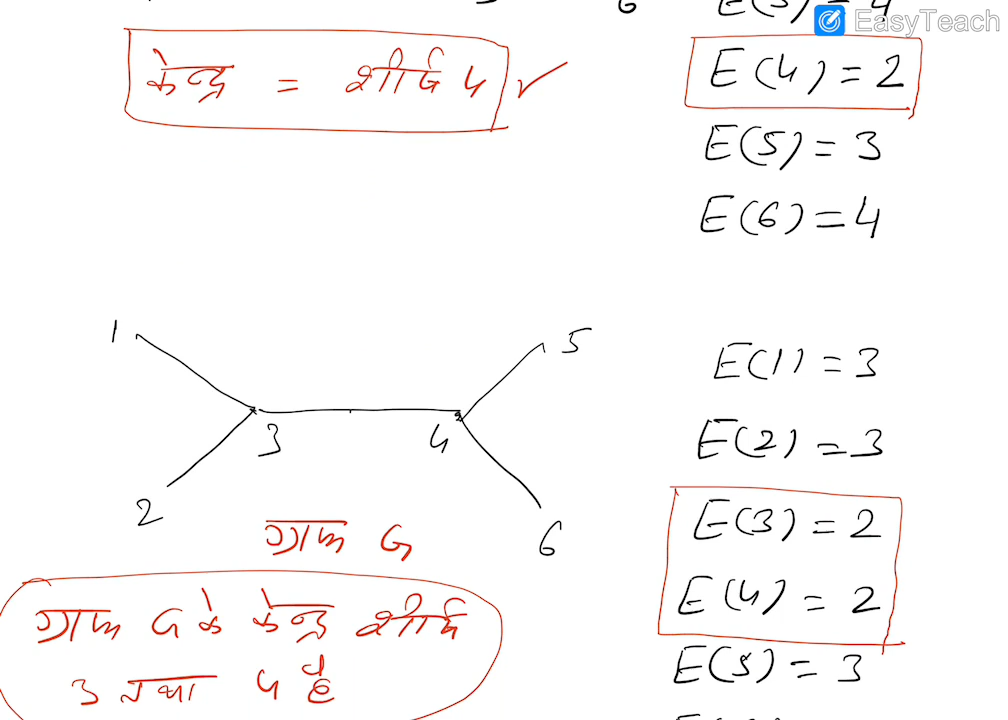 EasyTeach
केन्द्र = शीर्ष 4 ✓
E(4) = 2
E(5) = 3
E(6) = 4
1
5
3
4
2
6
ग्राफ G
E(1) = 3
E(2) = 3
E(3) = 2
E(4) = 2
E(5) = 3
ग्राफ G के केन्द्र शीर्ष
3 तथा 4 है